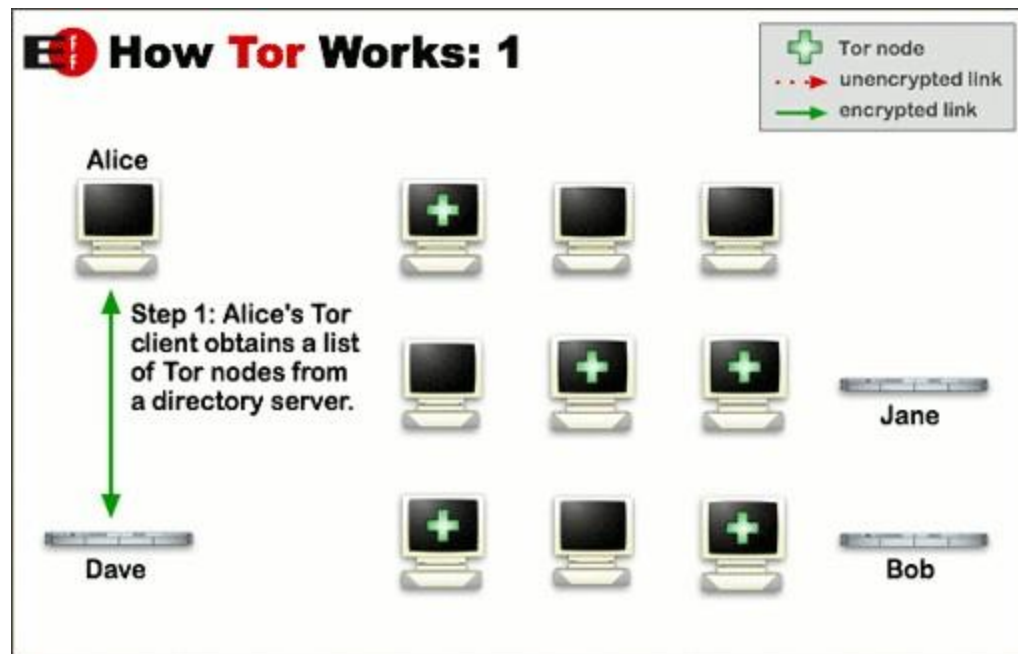 EFF How Tor Works: 1
Tor node
unencrypted link
encrypted link
Alice
Step 1: Alice's Tor
client obtains a list
of Tor nodes from
a directory server.
Jane
Dave
Bob